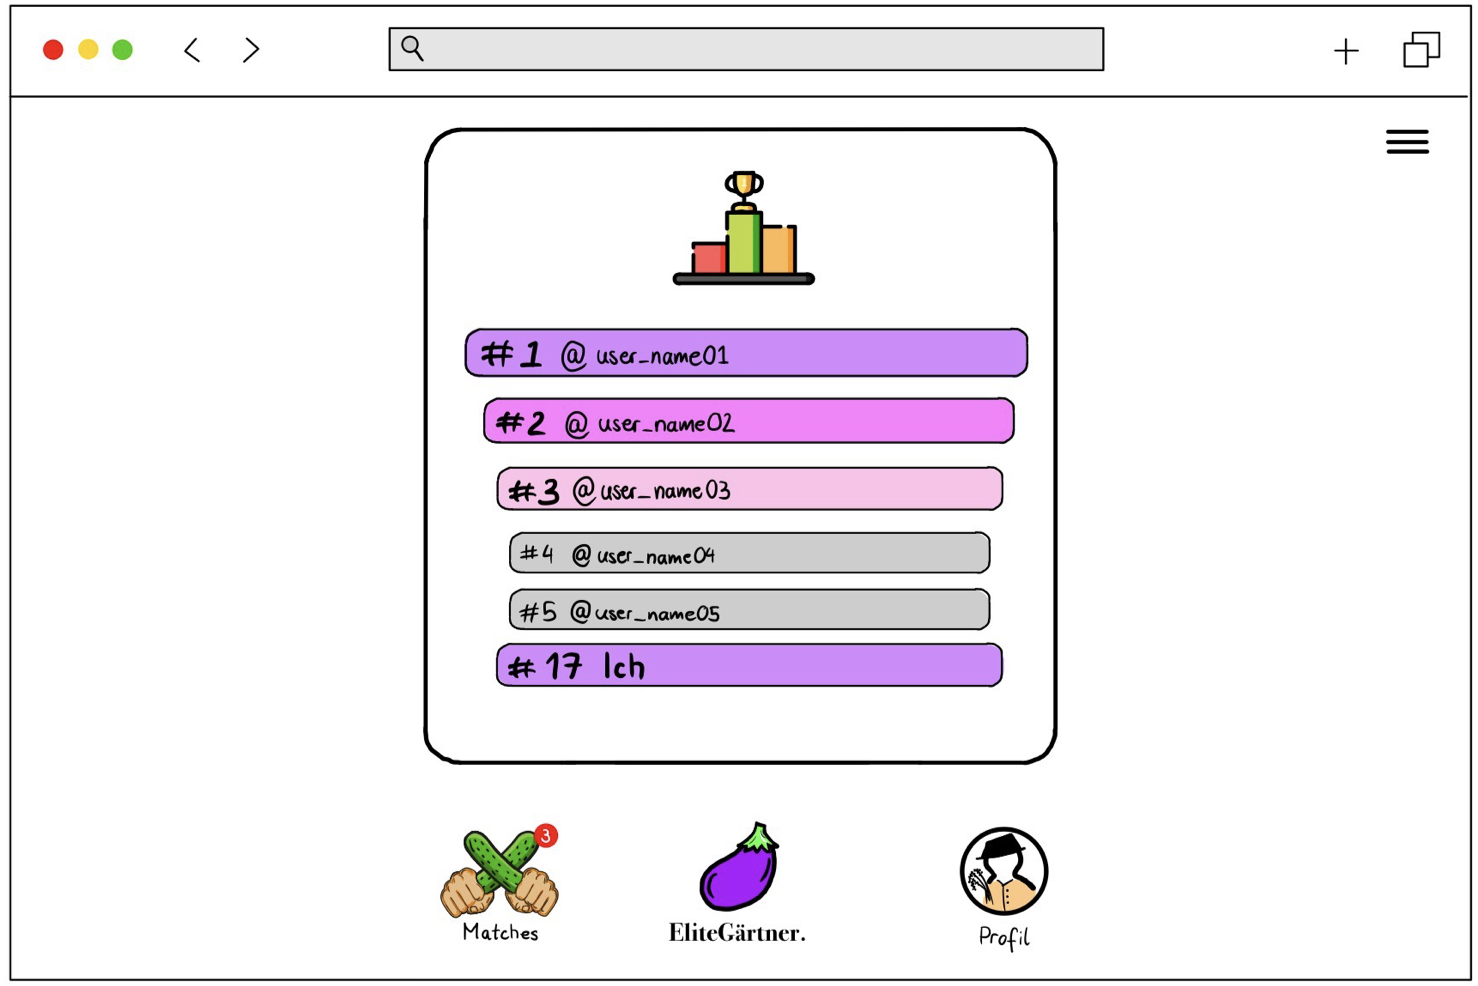 #1 @ user_name01
#2 @ user_name02
#3 @user_name03
#4 @user_name04
#5 @user_name05
#17 Ich
3
Matches
EliteGärtner.
Profil